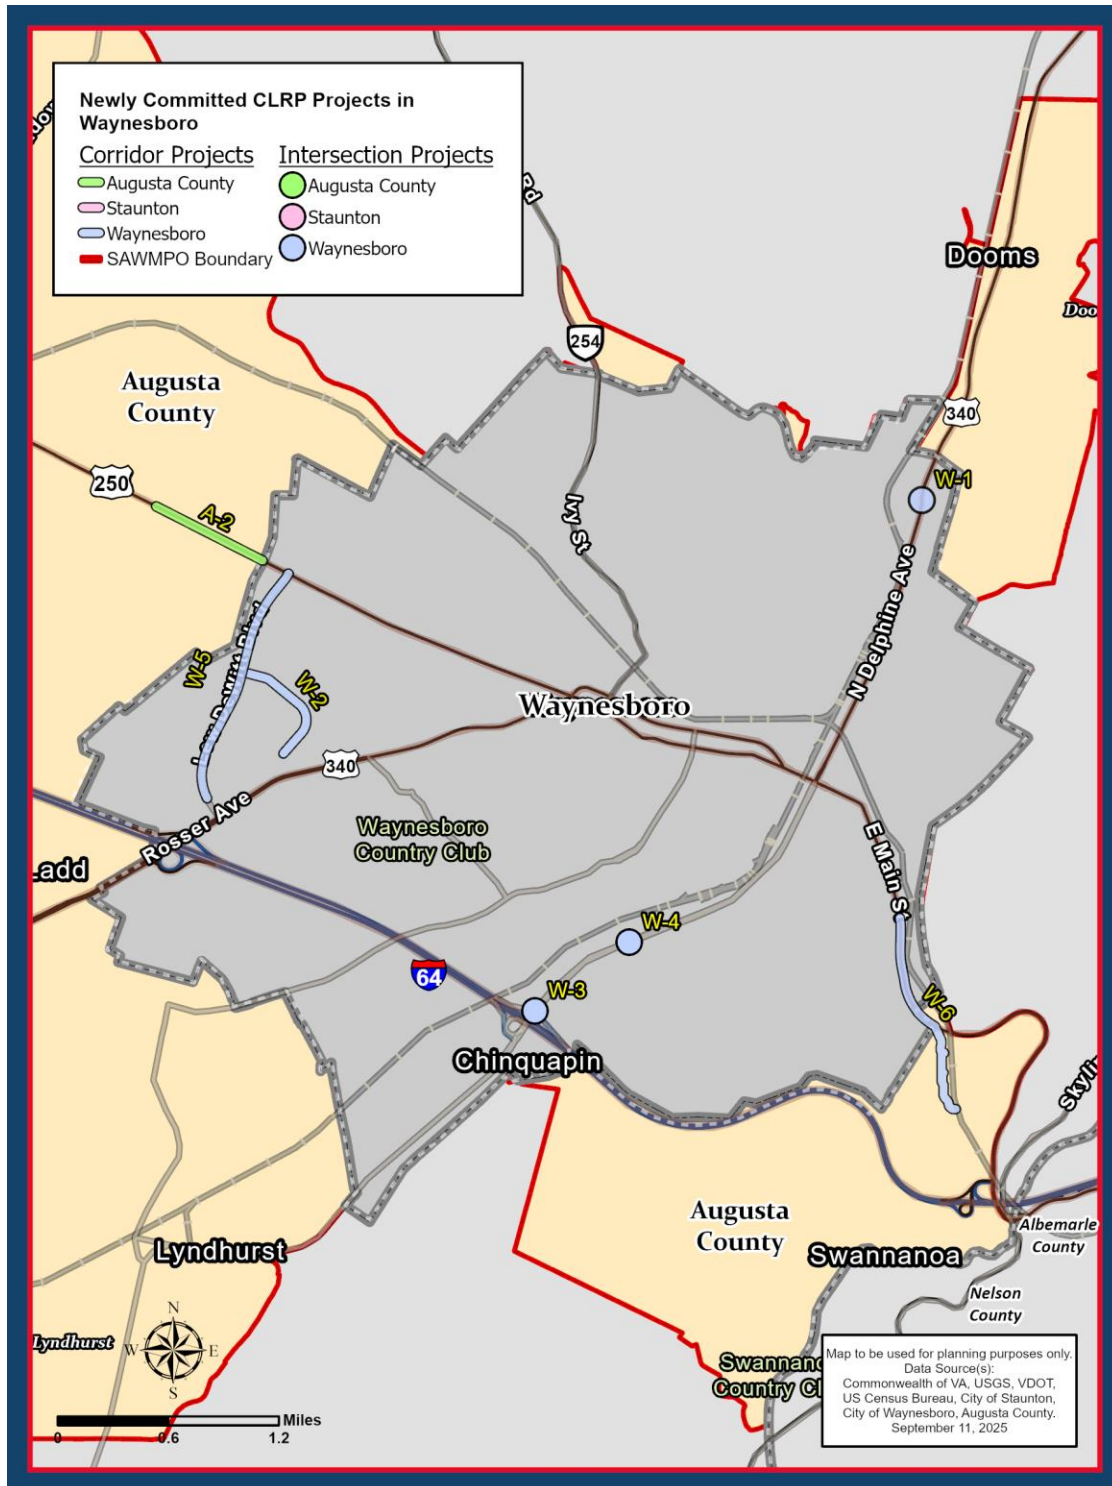 Newly Committed CLRP Projects in
Waynesboro
Corridor Projects
Augusta County
Staunton
Waynesboro
SAWMPO Boundary
Intersection Projects
Augusta County
Staunton
Waynesboro
Rd
254
Dooms
Augusta
County
340
250
W-1
A-2
Ivy St
N Delphine Ave
W-5
W-2
Waynesboro
340
Rosser Ave
Waynesboro
Country Club
E Main St
W-4
64
W-3
W-6
Chinquapin
Augusta
County
Albemarle
County
Lyndhurst
Swannanoa
Nelson
County
N
Lyndhurst
W
E
S
Map to be used for planning purposes only.
Data Source(s):
Commonwealth of VA, USGS, VDOT,
US Census Bureau, City of Staunton,
City of Waynesboro, Augusta County.
September 11, 2025
Country
Miles
0
0.6
1.2